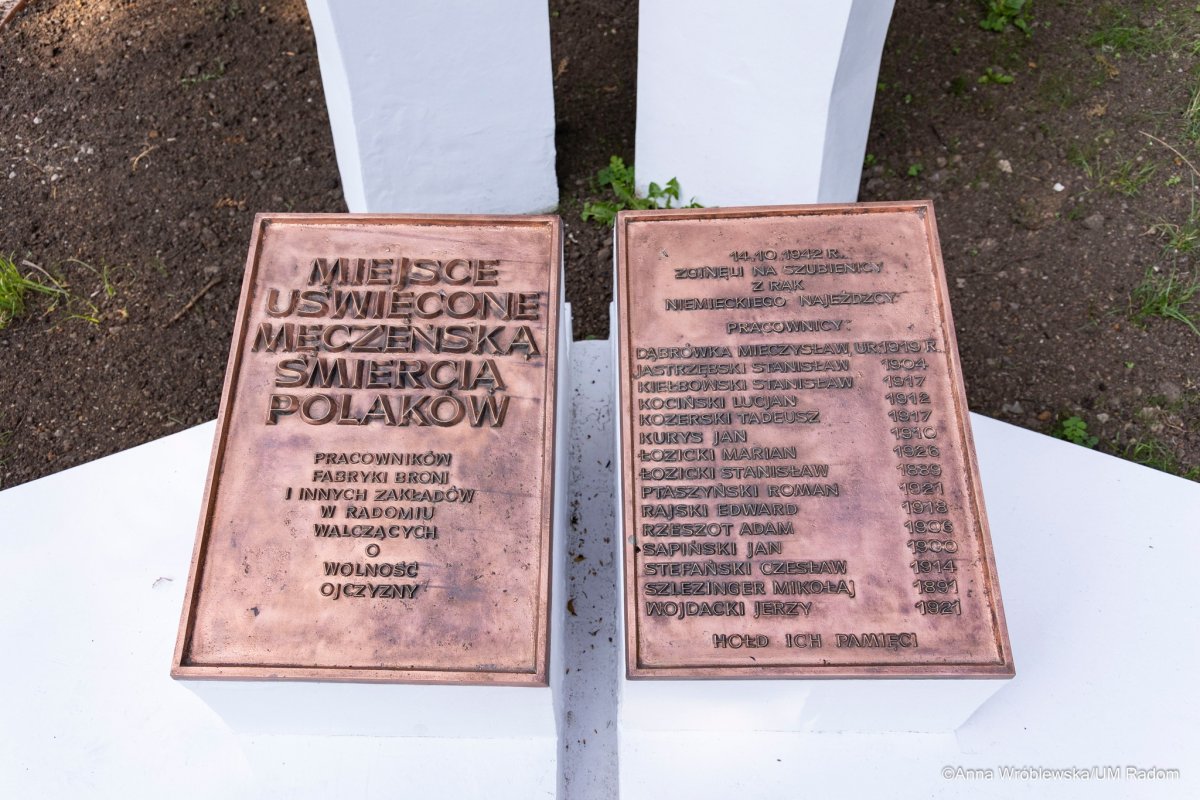 MIEJSCE
UŚWIĘCONE
MĘCZEŃSKĄ
ŚMIERCIĄ
POLAKÓW
PRACOWNIKÓW
FABRYKI BRONI
I INNYCH ZAKŁADÓW
W RADOMIU
WALCZĄCYCH
O
WOLNOŚĆ
OJCZYZNY
14.10.1942 R.
ZGINĘLI NA SZUBIENICY
Z RĄK
NIEMIECKIEGO NAJEŹDZCY
PRACOWNICY:
DĄBRÓWKA MIECZYSŁAW, UR. 1919 R.
JASTRZĘBSKI STANISŁAW 1904
KIEŁBOWSKI STANISŁAW 1917
KOCIŃSKI LUCJAN 1912
KOZERSKI TADEUSZ 1917
KURYS JAN 1910
ŁOZICKI MARIAN 1926
ŁOZICKI STANISŁAW 1889
PTASZYŃSKI ROMAN 1921
RAJSKI EDWARD 1918
RZESZOT ADAM 1906
SAPIŃSKI JAN 1900
STEFAŃSKI CZESŁAW 1914
SZLEZINGER MIKOŁAJ 1891
WOJDACKI JERZY 1921
HOŁD ICH PAMIĘCI
©Anna Wróblewska/UM Radom